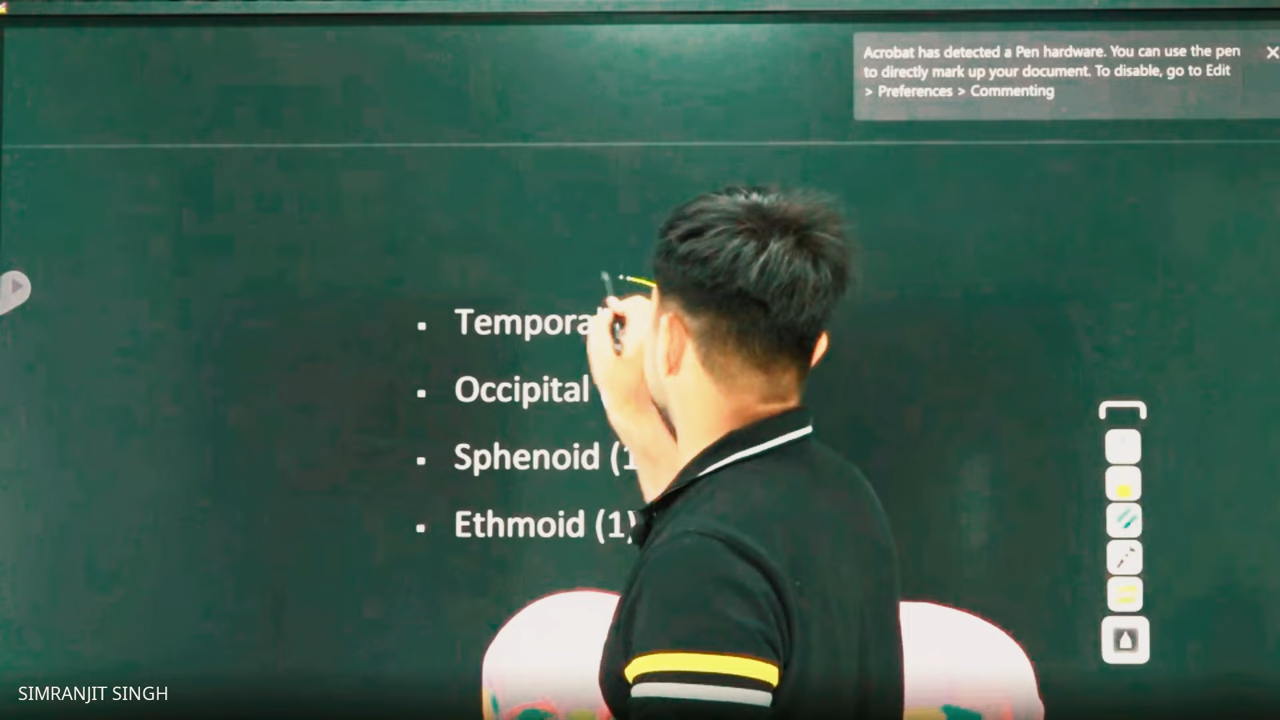 Acrobat has detected a Pen hardware. You can use the pen
to directly mark up your document. To disable, go to Edit
> Preferences > Commenting
▪ Temporal
▪ Occipital
▪ Sphenoid (1
▪ Ethmoid (1)
SIMRANJIT SINGH